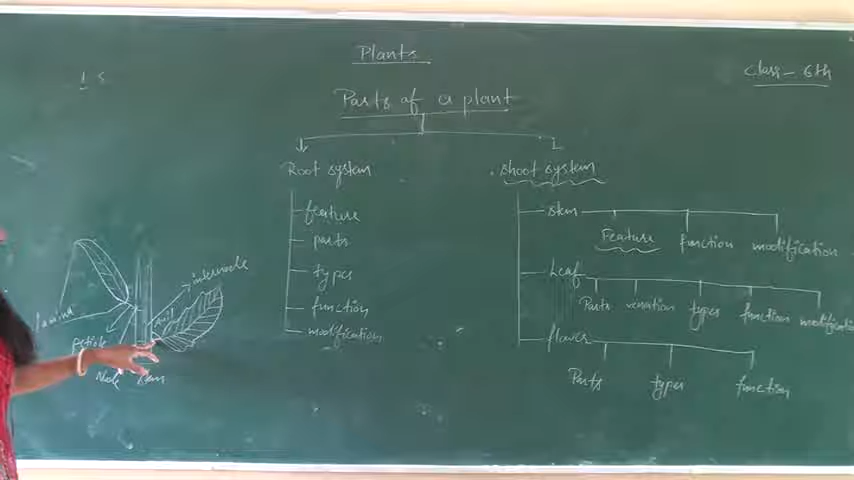 Plants
Class - 6th
Parts of a plant
Root system
feature
parts
types
function
modification
Shoot system
stem
Feature function modification
Leaf
Parts venation types function modification
flower
Parts types function
internode
axil
lamina
petiole
Node Stem